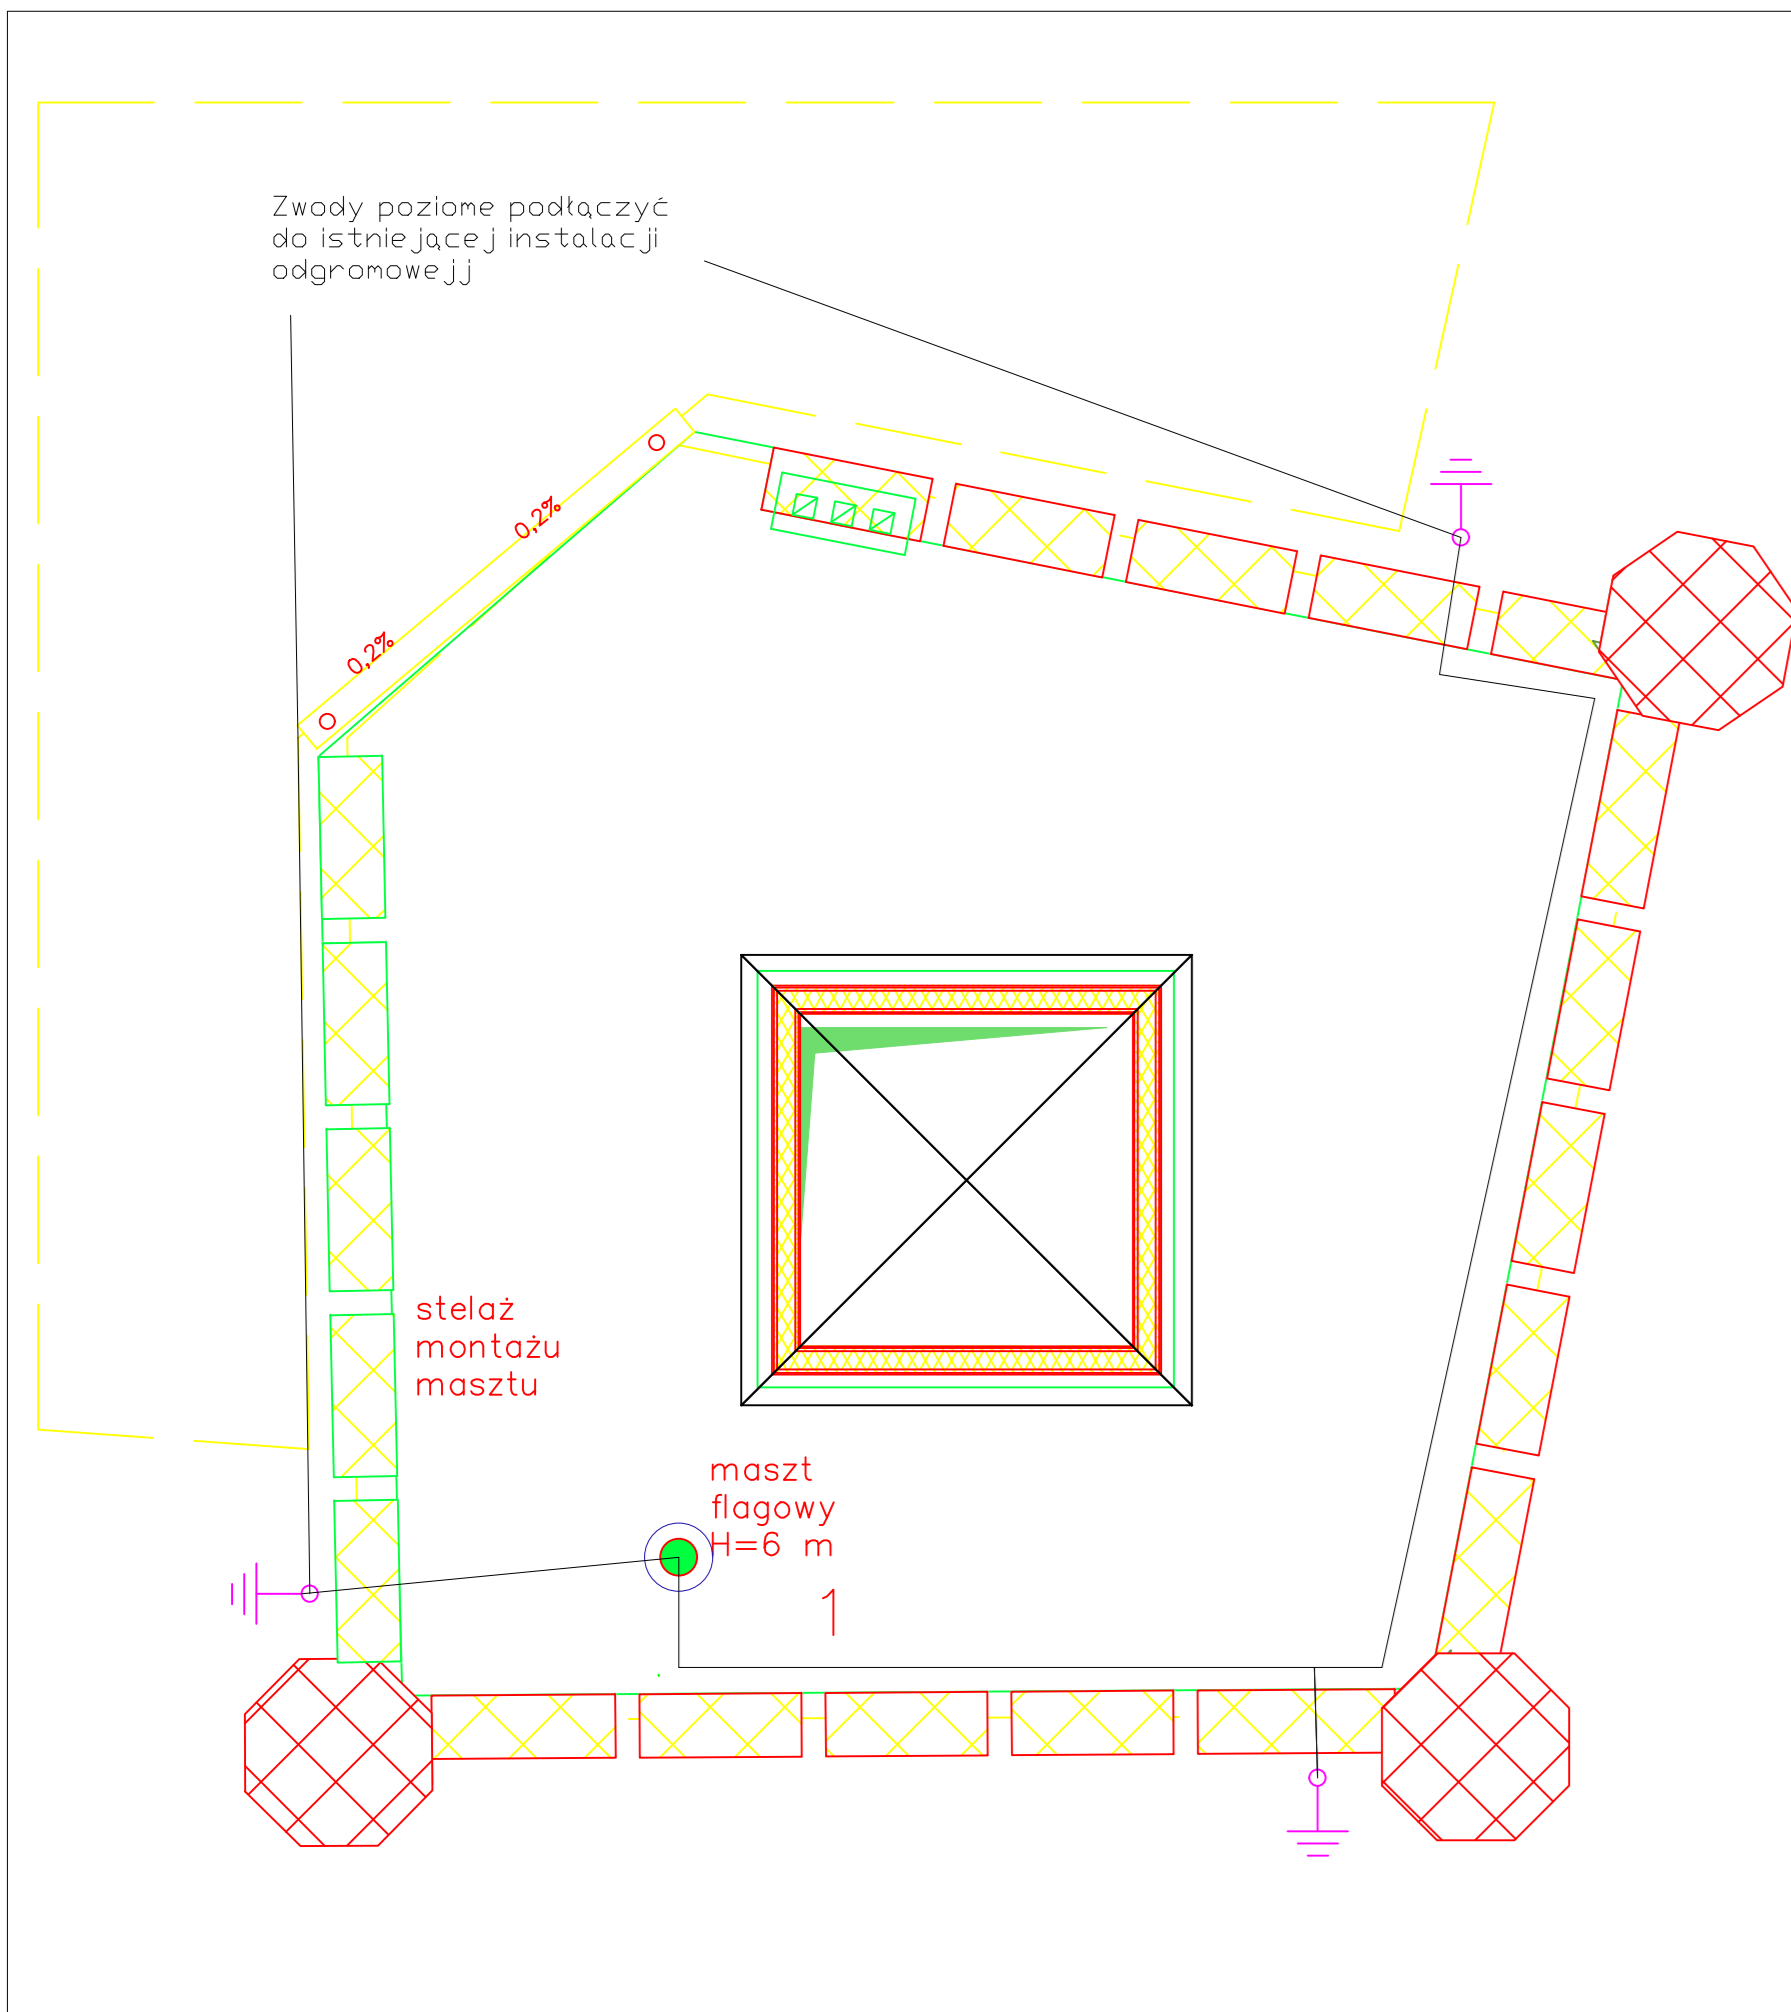 Zwody poziome podłączyć
do istniejącej instalacji
odgromowejj
0,2%
0,2%
stelaż
montażu
masztu
maszt
flagowy
H=6 m
1